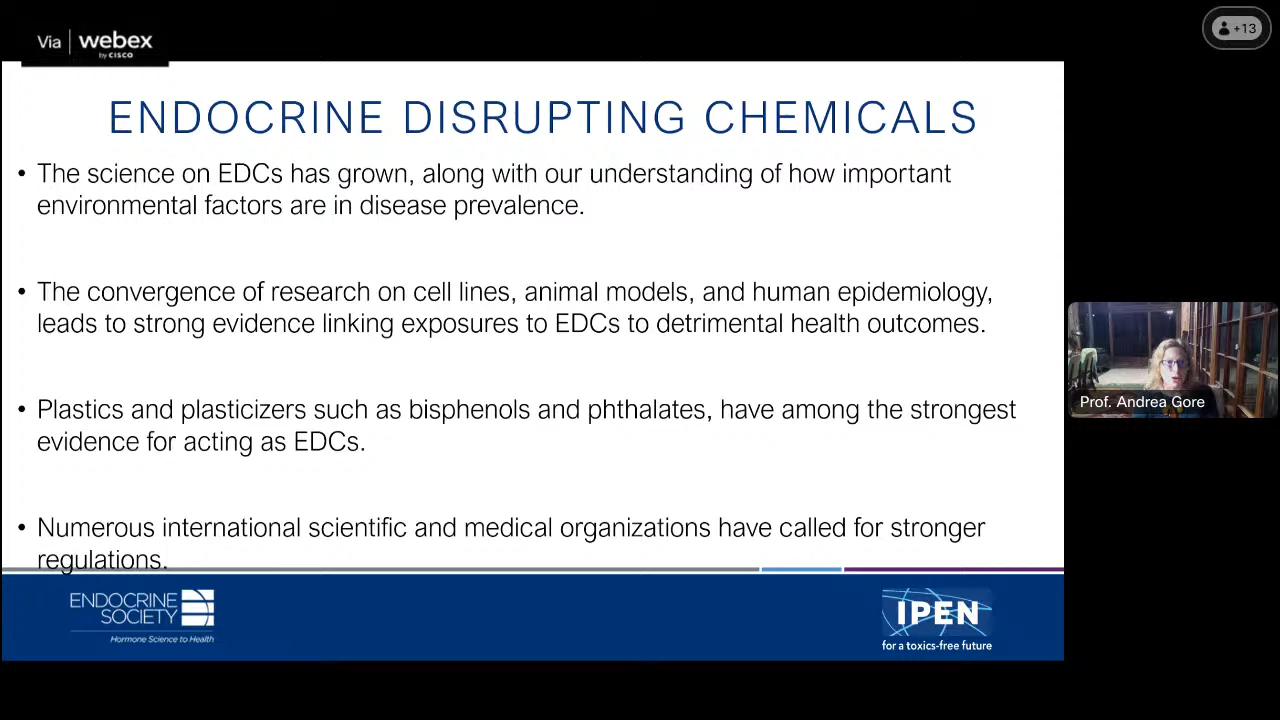 Via webex
by CISCO
+13
ENDOCRINE DISRUPTING CHEMICALS
• The science on EDCs has grown, along with our understanding of how important
environmental factors are in disease prevalence.
• The convergence of research on cell lines, animal models, and human epidemiology,
leads to strong evidence linking exposures to EDCs to detrimental health outcomes.
• Plastics and plasticizers such as bisphenols and phthalates, have among the strongest
evidence for acting as EDCs.
• Numerous international scientific and medical organizations have called for stronger
regulations.
Prof. Andrea Gore
ENDOCRINE
SOCIETY
Hormone Science to Health
IPEN
for a toxics-free future